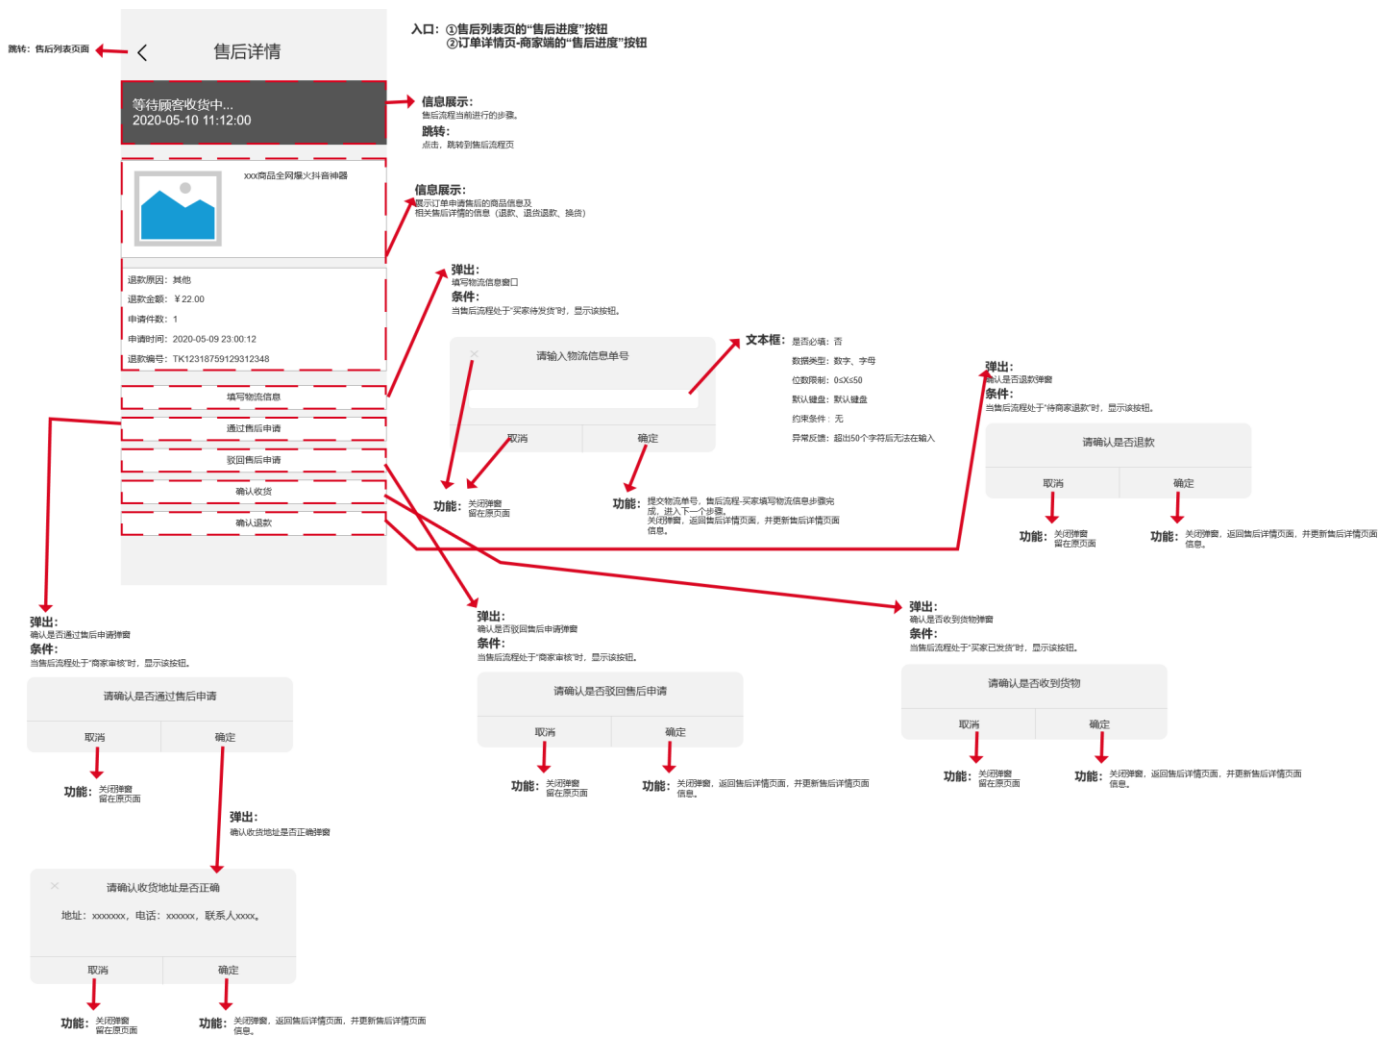 入口：①售后列表页的“售后进度”按钮
②订单详情页-商家端的“售后进度”按钮
跳转：售后列表页面
售后详情
等待顾客收货中...
2020-05-10 11:12:00
信息展示：
售后流程当前进行的步骤。
跳转：
点击，跳转到售后流程页
xxx商品全网爆火抖音神器
信息展示：
展示订单申请售后的商品信息及
相关售后详情的信息（退款、退货退款、换货）
退款原因：其他
退款金额：￥22.00
申请件数：1
申请时间：2020-05-09 23:00:12
退款编号：TK12318759129312348
填写物流信息
通过售后申请
驳回售后申请
确认收货
确认退款
弹出：
填写物流信息窗口
条件：
当售后流程处于“买家待发货”时，显示该按钮。
×
请输入物流信息单号
取消
确定
功能：关闭弹窗
留在原页面
功能：提交物流单号，售后流程-买家填写物流信息步骤完
成，进入下一个步骤。
关闭弹窗，返回售后详情页面，并更新售后详情页面
信息。
文本框：是否必填：否
数据类型：数字、字母
位数限制：0≤X≤50
默认键盘：默认键盘
约束条件：无
异常反馈：超出50个字符后无法在输入
弹出：
确认是否退款弹窗
条件：
当售后流程处于“待商家退款”时，显示该按钮。
请确认是否退款
取消
确定
功能：关闭弹窗
留在原页面
功能：关闭弹窗，返回售后详情页面，并更新售后详情页面
信息。
弹出：
确认是否通过售后申请弹窗
条件：
当售后流程处于“商家审核”时，显示该按钮。
请确认是否通过售后申请
取消
确定
功能：关闭弹窗
留在原页面
弹出：
确认收货地址是否正确弹窗
×
请确认收货地址是否正确
地址：xxxxxxx，电话：xxxxxx，联系人xxxx。
取消
确定
功能：关闭弹窗
留在原页面
功能：关闭弹窗，返回售后详情页面，并更新售后详情页面
信息。
弹出：
确认是否驳回售后申请弹窗
条件：
当售后流程处于“商家审核”时，显示该按钮。
请确认是否驳回售后申请
取消
确定
功能：关闭弹窗
留在原页面
功能：关闭弹窗，返回售后详情页面，并更新售后详情页面
信息。
弹出：
确认是否收到货物弹窗
条件：
当售后流程处于“买家已发货”时，显示该按钮。
请确认是否收到货物
取消
确定
功能：关闭弹窗
留在原页面
功能：关闭弹窗，返回售后详情页面，并更新售后详情页面
信息。